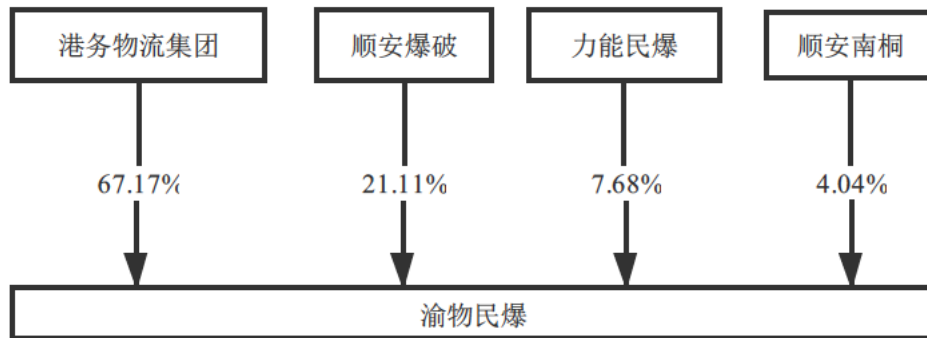 港务物流集团
顺安爆破
力能民爆
顺安南桐
67.17%
21.11%
7.68%
4.04%
渝物民爆